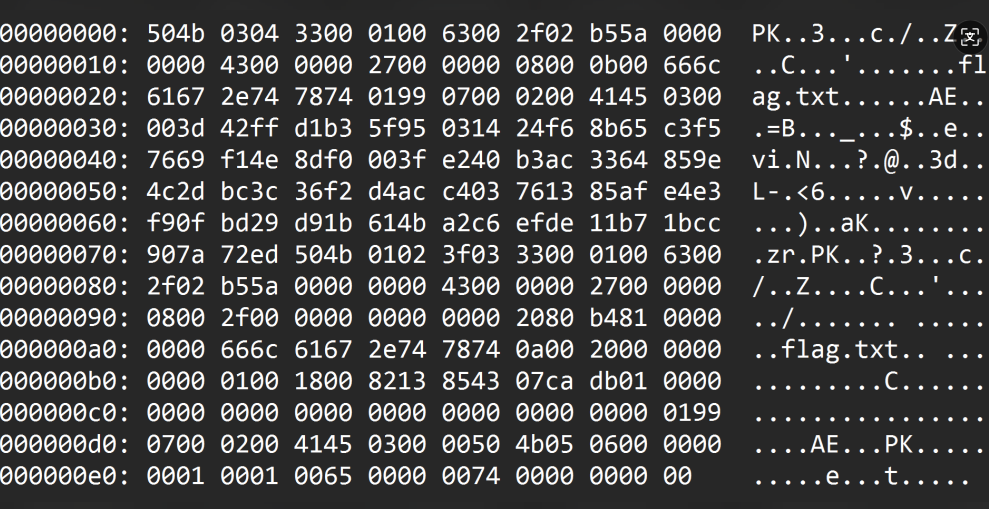 00000000: 504b 0304 3300 0100 6300 2f02 b55a 0000  PK..3...c./..Z..
00000010: 0000 4300 0000 2700 0000 0800 0b00 666c  ..C...'.......fl
00000020: 6167 2e74 7874 0199 0700 0200 4145 0300  ag.txt......AE..
00000030: 003d 42ff d1b3 5f95 0314 24f6 8b65 c3f5  .=B..._...$..e..
00000040: 7669 f14e 8df0 003f e240 b3ac 3364 859e  vi.N...?.@..3d..
00000050: 4c2d bc3c 36f2 d4ac c403 7613 85af e4e3  L-.<6.....v.....
00000060: f90f bd29 d91b 614b a2c6 efde 11b7 1bcc  ...)..aK........
00000070: 907a 72ed 504b 0102 3f03 3300 0100 6300  .zr.PK..?.3...c.
00000080: 2f02 b55a 0000 0000 4300 0000 2700 0000  /..Z....C...'...
00000090: 0800 2f00 0000 0000 0000 2080 b481 0000  ../....... .....
000000a0: 0000 666c 6167 2e74 7874 0a00 2000 0000  ..flag.txt.. ...
000000b0: 0000 0100 1800 8213 8543 07ca db01 0000  .........C......
000000c0: 0000 0000 0000 0000 0000 0000 0000 0199  ................
000000d0: 0700 0200 4145 0300 0050 4b05 0600 0000  ....AE...PK.....
000000e0: 0001 0001 0065 0000 0074 0000 0000 00  .....e...t.....